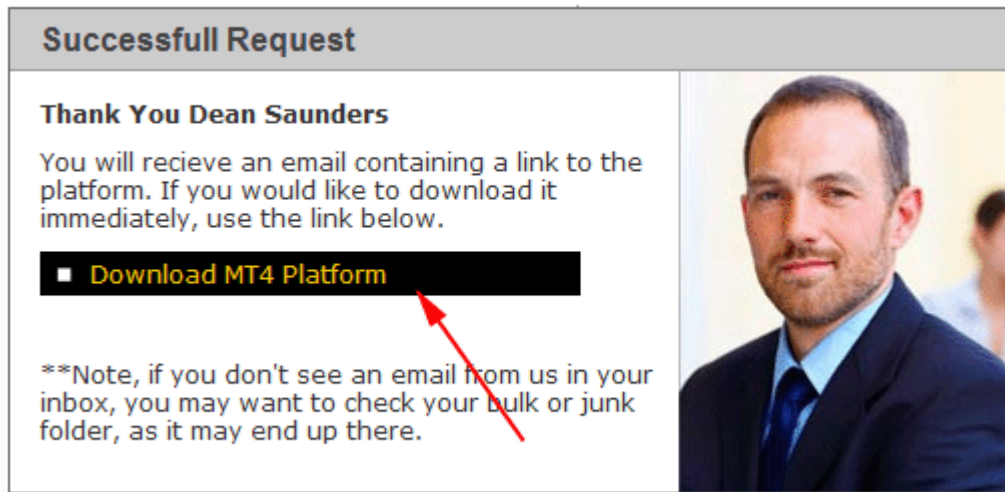 Successfull Request
Thank You Dean Saunders
You will recieve an email containing a link to the
platform. If you would like to download it
immediately, use the link below.
Download MT4 Platform
**Note, if you don't see an email from us in your
inbox, you may want to check your bulk or junk
folder, as it may end up there.